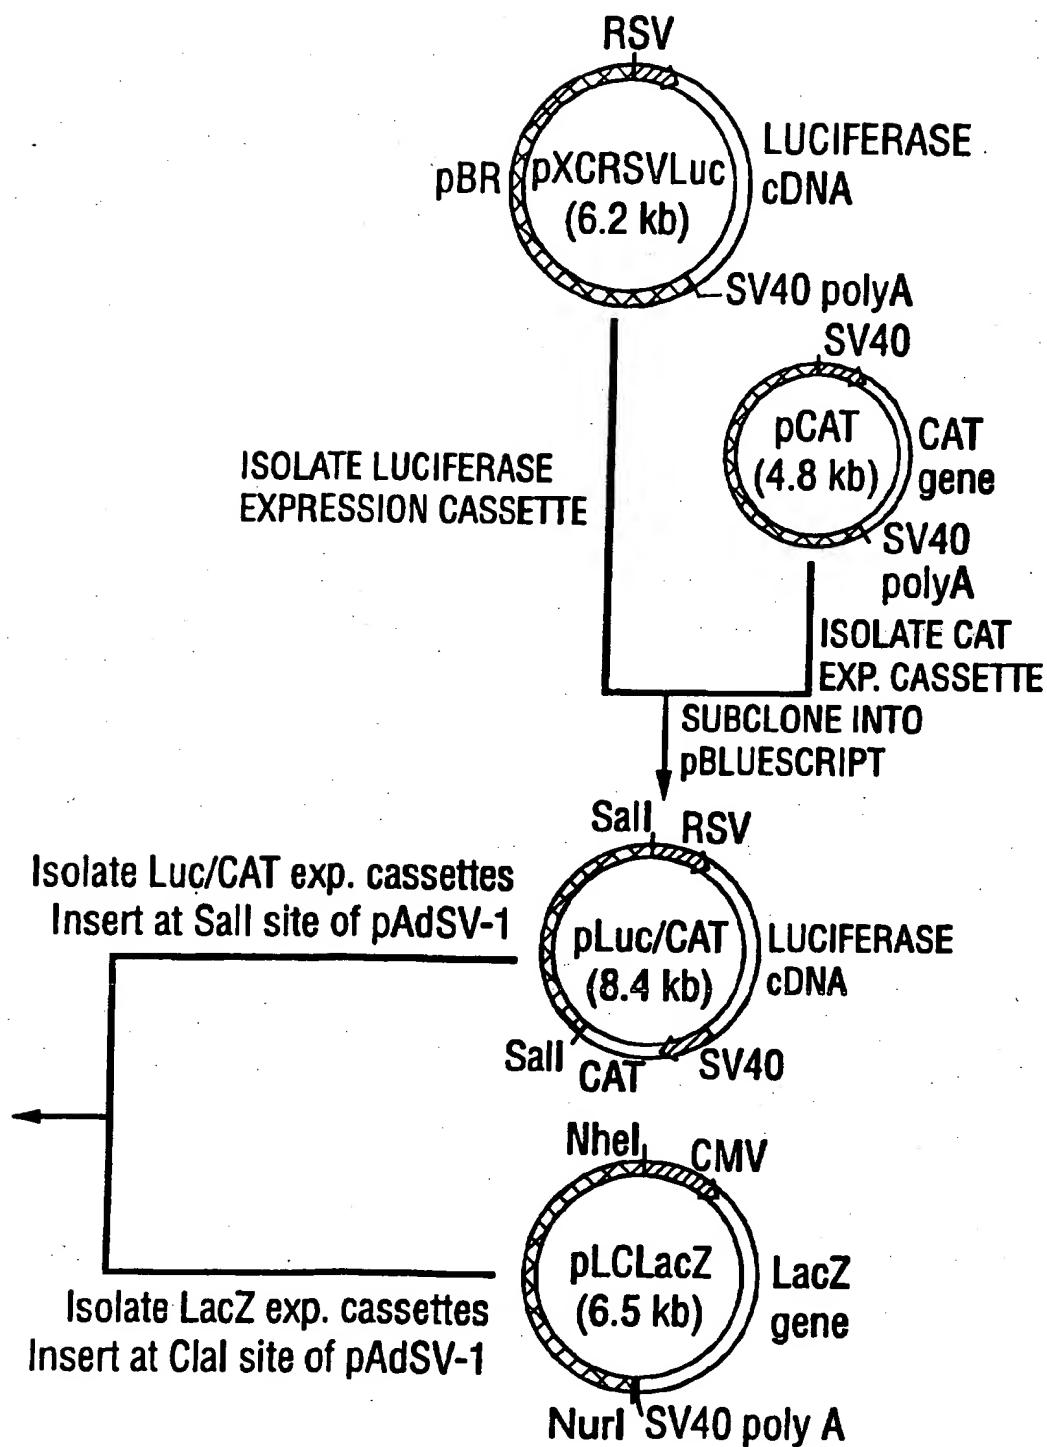 RSV
pBR
pXCRSVLuc
(6.2 kb)
LUCIFERASE
cDNA
SV40 polyA
SV40
pCAT
(4.8 kb)
CAT
gene
SV40
polyA
ISOLATE LUCIFERASE
EXPRESSION CASSETTE
ISOLATE CAT
EXP. CASSETTE
SUBCLONE INTO
pBLUESCRIPT
SalI
RSV
Isolate Luc/CAT exp. cassettes
Insert at SalI site of pAdSV-1
pLuc/CAT
(8.4 kb)
LUCIFERASE
cDNA
SalI
CAT
SV40
NheI
CMV
pLCLacZ
(6.5 kb)
LacZ
gene
Isolate LacZ exp. cassettes
Insert at ClaI site of pAdSV-1
NurI
SV40 poly A